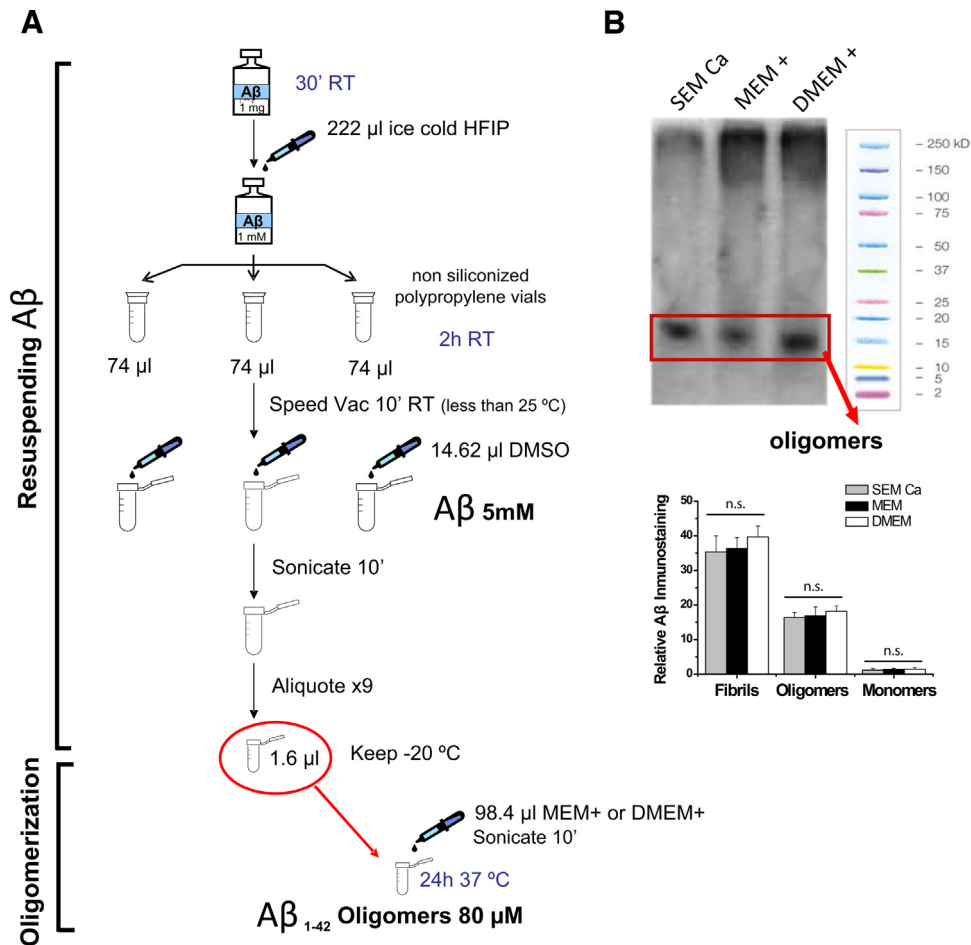 A
Resuspending Aβ
Aβ
1 mg
30’ RT
222 µl ice cold HFIP
Aβ
1 mM
non siliconized
polypropylene vials
2h RT
74 µl
74 µl
74 µl
Speed Vac 10’ RT (less than 25 ºC)
14.62 µl DMSO
Aβ 5mM
Sonicate 10’
Aliquote x9
1.6 µl
Keep -20 ºC
Oligomerization
98.4 µl MEM+ or DMEM+
Sonicate 10’
24h 37 ºC
Aβ 1-42 Oligomers 80 µM
B
SEM Ca
MEM +
DMEM +
250 kD
150
100
75
50
37
25
20
15
10
5
2
oligomers
SEM Ca
MEM
DMEM
Relative Aβ Inmunostaining
50
40
30
20
10
0
n.s.
n.s.
n.s.
Fibrils
Oligomers
Monomers